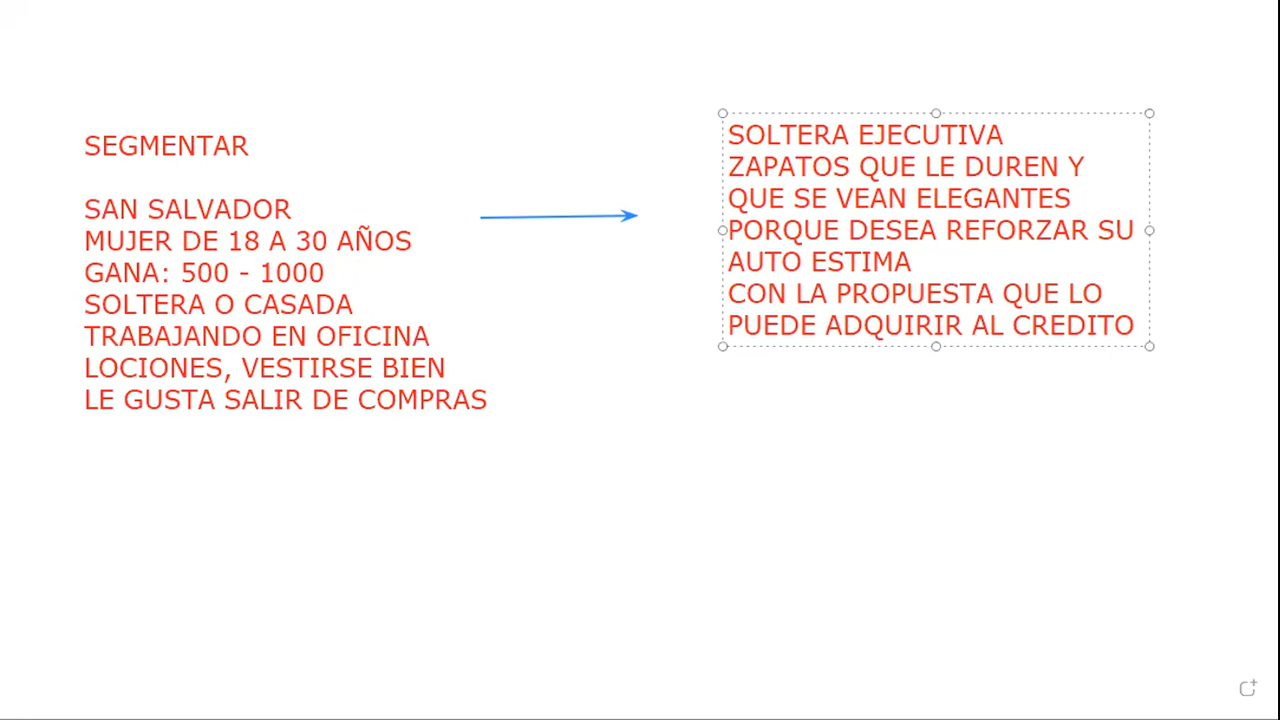 SEGMENTAR
SAN SALVADOR
MUJER DE 18 A 30 AÑOS
GANA: 500 - 1000
SOLTERA O CASADA
TRABAJANDO EN OFICINA
LOCIONES, VESTIRSE BIEN
LE GUSTA SALIR DE COMPRAS
SOLTERA EJECUTIVA
ZAPATOS QUE LE DUREN Y
QUE SE VEAN ELEGANTES
PORQUE DESEA REFORZAR SU
AUTO ESTIMA
CON LA PROPUESTA QUE LO
PUEDE ADQUIRIR AL CREDITO